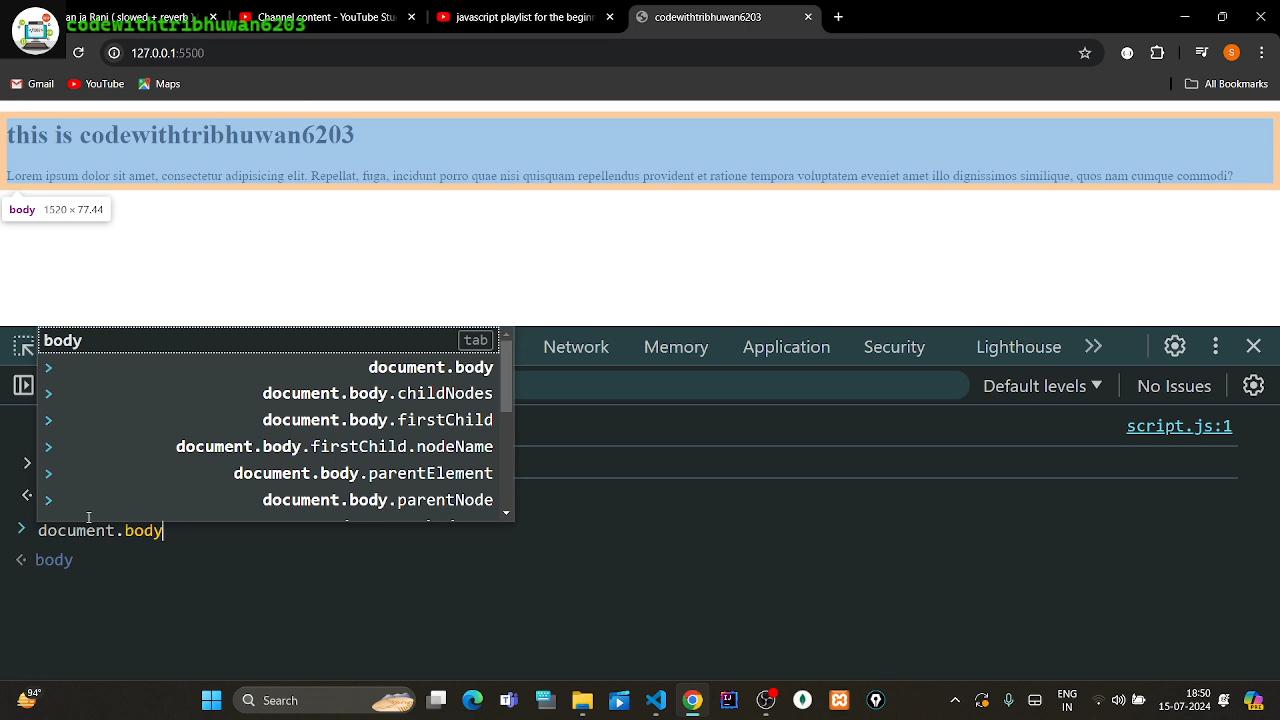 an ja Rani ( slowed + reverb )
Channel content - YouTube Stu
javascript playlist for the beginn
codewithtribhuwan6203
codewithtribhuwan6203
127.0.0.1:5500
Gmail
YouTube
Maps
All Bookmarks
this is codewithtribhuwan6203
Lorem ipsum dolor sit amet, consectetur adipisicing elit. Repellat, fuga, incidunt porro quae nisi quisquam repellendus provident et ratione tempora voluptatem eveniet amet illo dignissimos similique, quos nam cumque commodi?
body 1520 × 77.44
body tab
Network Memory Application Security Lighthouse
> document.body
> document.body.childNodes
> document.body.firstChild
> document.body.firstChild.nodeName
> document.body.parentElement
> document.body.parentNode
Default levels ▼ No Issues
script.js:1
> document.body
body
94°
Search
ENG
IN
18:50
15-07-2024